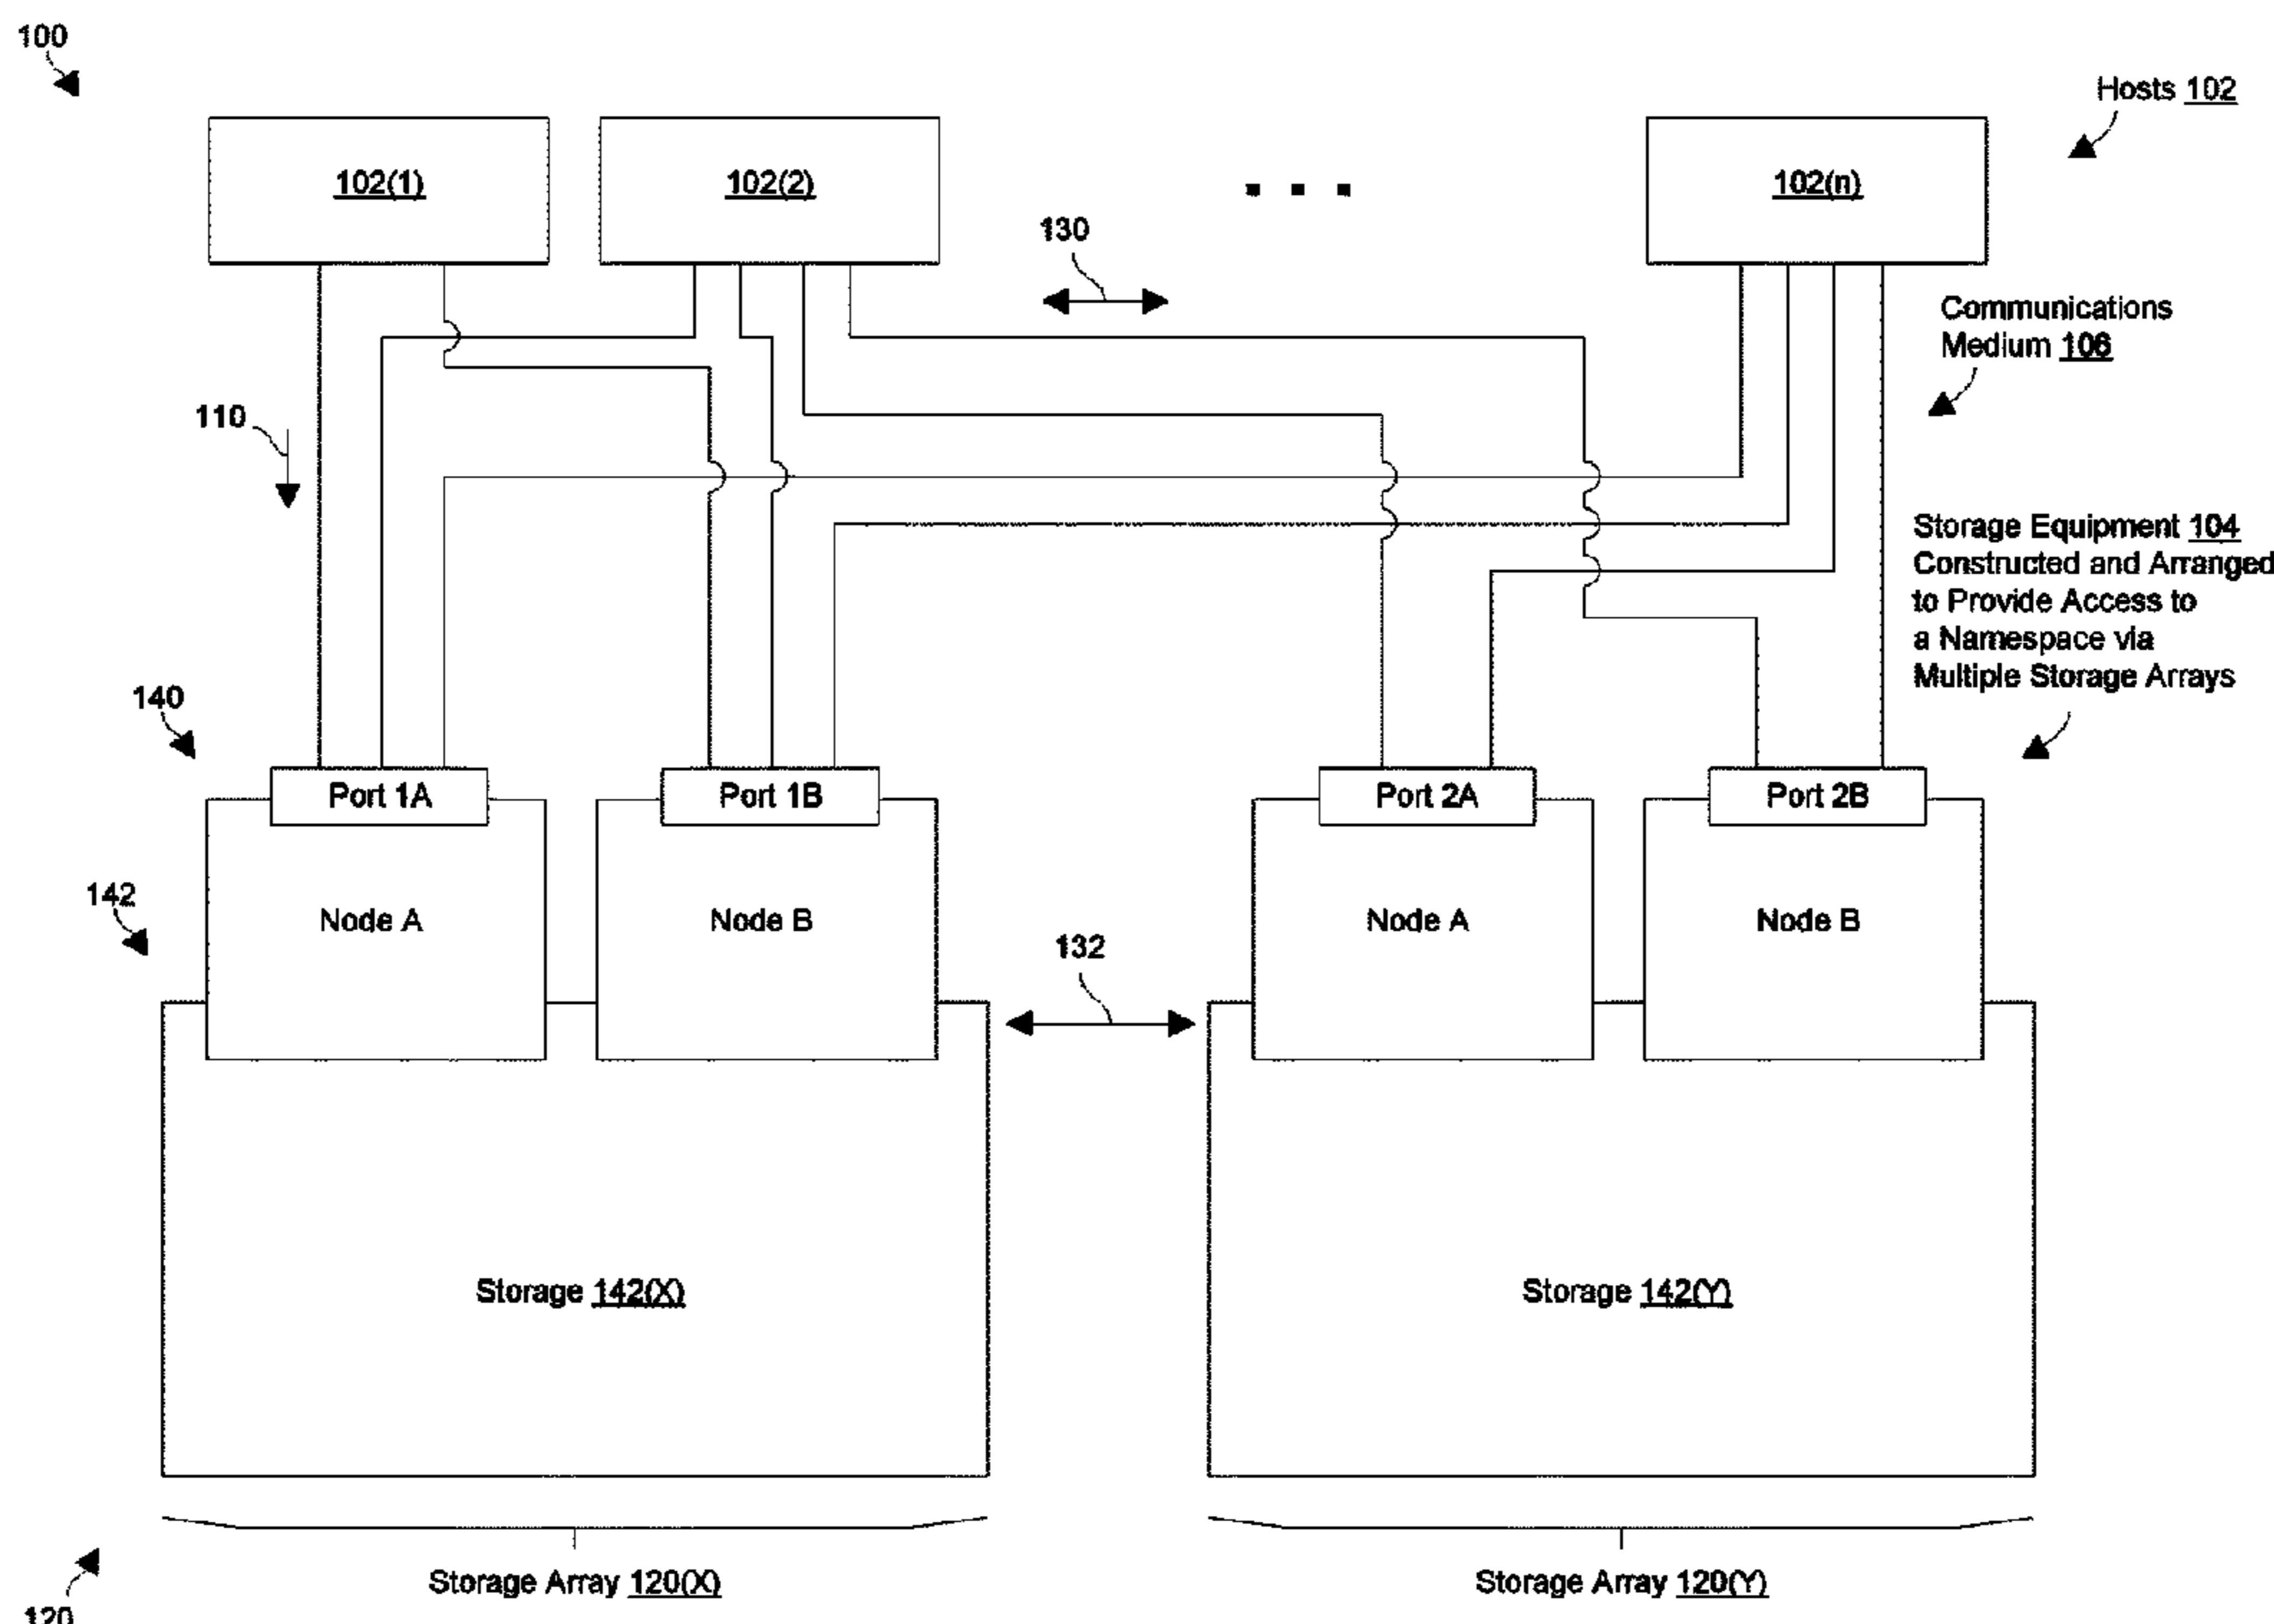 100
Hosts 102
102(1)
102(2)
102(n)
130
Communications
Medium 106
110
Storage Equipment 104
Constructed and Arranged
to Provide Access to
a Namespace via
Multiple Storage Arrays
140
Port 1A
Port 1B
Port 2A
Port 2B
142
Node A
Node B
Node A
Node B
132
Storage 142(X)
Storage 142(Y)
Storage Array 120(X)
Storage Array 120(Y)
120